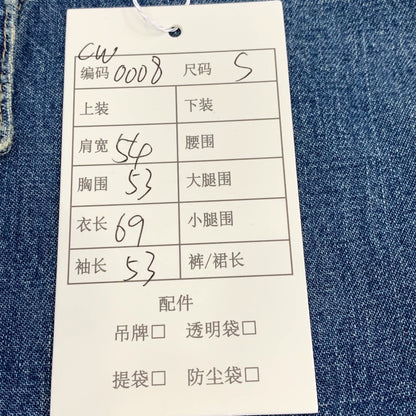 CW
编码 0008 尺码 S
上装 下装
肩宽 54 腰围
胸围 53 大腿围
衣长 69 小腿围
袖长 53 裤/裙长
配件
吊牌□ 透明袋□
提袋□ 防尘袋□